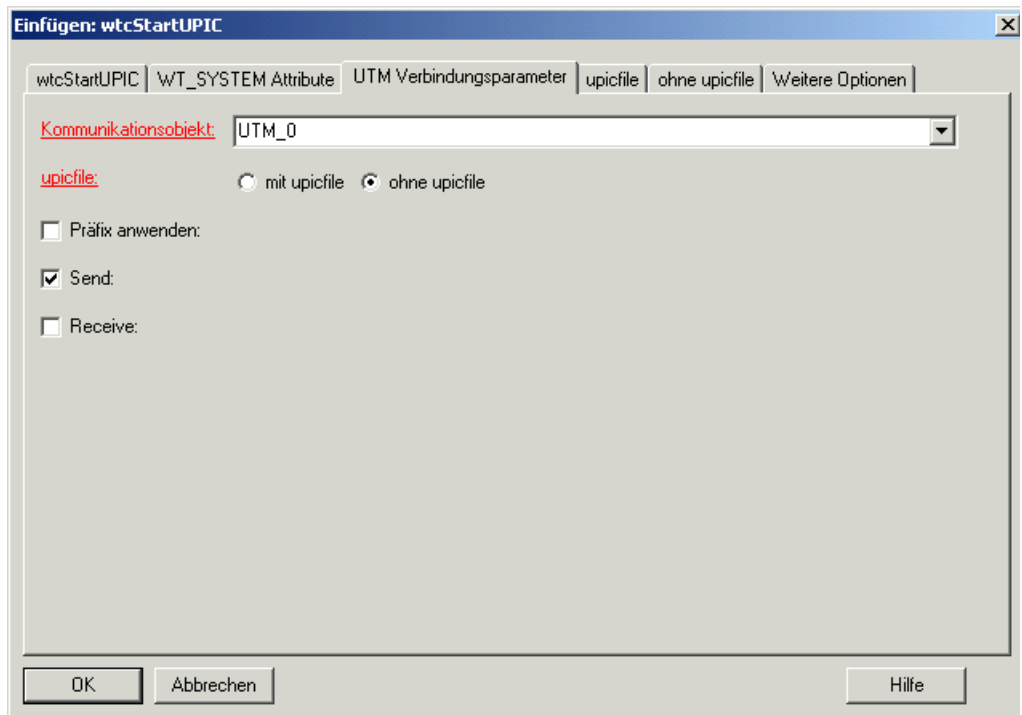 Einfügen: wtcStartUPIC
wtcStartUPIC WT_SYSTEM Attribute UTM Verbindungsparameter upicfile ohne upicfile Weitere Optionen
Kommunikationsobjekt: UTM_0
upicfile: mit upicfile ohne upicfile
Präfix anwenden:
Send:
Receive:
OK Abbrechen Hilfe